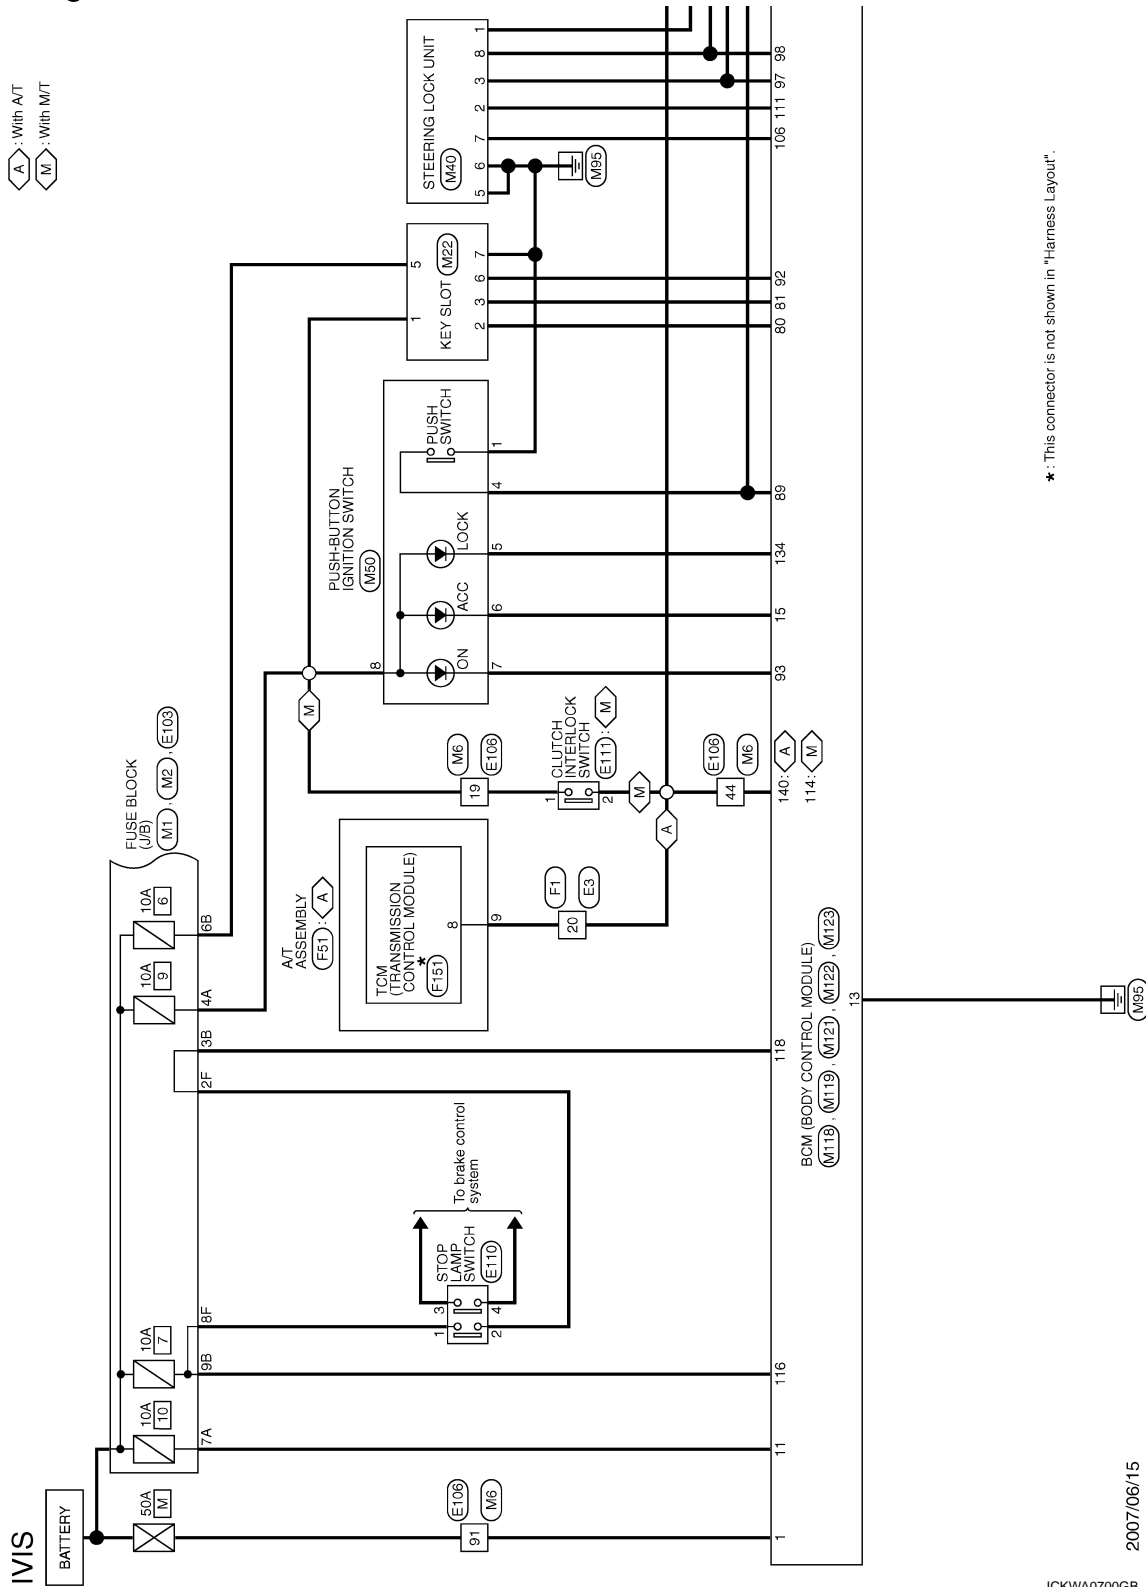 IVIS
BATTERY
50A
M
10A
10
10A
7
10A
9
10A
6
FUSE BLOCK
(J/B)
M1 , M2 , E103
7A
9B
8F
2F
3B
4A
6B
91
E106
M6
STOP
LAMP
SWITCH
E110
1
3
2
4
To brake control
system
A/T
ASSEMBLY
F51 : A
TCM
(TRANSMISSION
CONTROL MODULE)
*
F151
8
9
20
F1
E3
19
M6
E106
M
CLUTCH
INTERLOCK
SWITCH
E111 : M
1
2
M
A
44
E106
M6
PUSH-BUTTON
IGNITION SWITCH
M50
8
ON
ACC
LOCK
PUSH
SWITCH
7
6
5
4
1
KEY SLOT
M22
1
5
2
3
6
7
STEERING LOCK UNIT
M40
5
6
7
2
3
8
1
M95
1
11
116
118
140: A
114: M
93
15
134
89
80
81
92
106
111
97
98
BCM (BODY CONTROL MODULE)
M118 , M119 , M121 , M122 , M123
13
M95
A : With A/T
M : With M/T
* : This connector is not shown in "Harness Layout".
2007/06/15